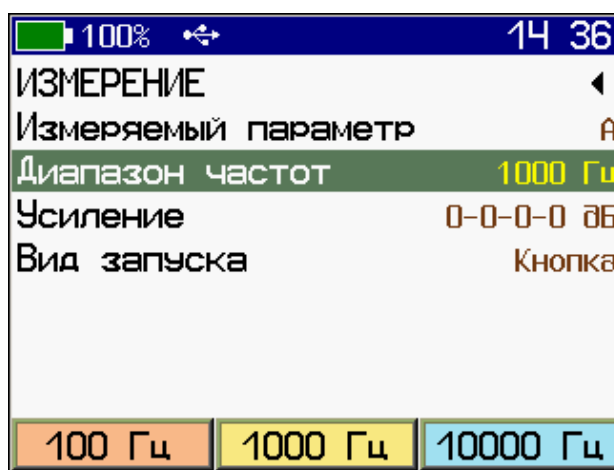 100% 14 36
ИЗМЕРЕНИЕ
Измеряемый параметр A
Диапазон частот 1000 Гц
Усиление 0-0-0-0 дБ
Вид запуска Кнопка
100 Гц 1000 Гц 10000 Гц